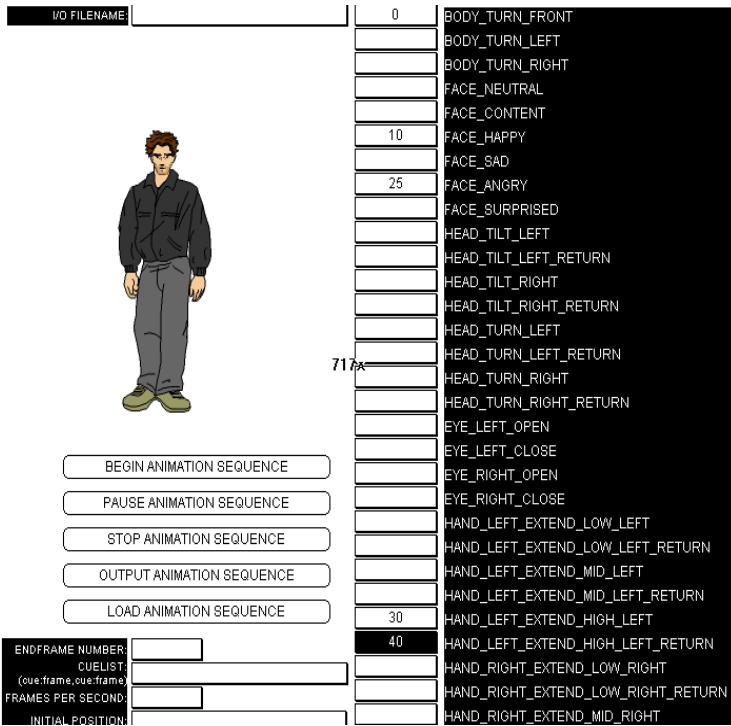 I/O FILENAME:
0 BODY_TURN_FRONT
BODY_TURN_LEFT
BODY_TURN_RIGHT
FACE_NEUTRAL
FACE_CONTENT
10 FACE_HAPPY
FACE_SAD
25 FACE_ANGRY
FACE_SURPRISED
HEAD_TILT_LEFT
HEAD_TILT_LEFT_RETURN
HEAD_TILT_RIGHT
HEAD_TILT_RIGHT_RETURN
HEAD_TURN_LEFT
HEAD_TURN_LEFT_RETURN
717x
HEAD_TURN_RIGHT
HEAD_TURN_RIGHT_RETURN
EYE_LEFT_OPEN
EYE_LEFT_CLOSE
EYE_RIGHT_OPEN
EYE_RIGHT_CLOSE
HAND_LEFT_EXTEND_LOW_LEFT
HAND_LEFT_EXTEND_LOW_LEFT_RETURN
HAND_LEFT_EXTEND_MID_LEFT
HAND_LEFT_EXTEND_MID_LEFT_RETURN
30 HAND_LEFT_EXTEND_HIGH_LEFT
40 HAND_LEFT_EXTEND_HIGH_LEFT_RETURN
HAND_RIGHT_EXTEND_LOW_RIGHT
HAND_RIGHT_EXTEND_LOW_RIGHT_RETURN
HAND_RIGHT_EXTEND_MID_RIGHT
BEGIN ANIMATION SEQUENCE
PAUSE ANIMATION SEQUENCE
STOP ANIMATION SEQUENCE
OUTPUT ANIMATION SEQUENCE
LOAD ANIMATION SEQUENCE
ENDFRAME NUMBER:
CUELIST:
(cue:frame,cue:frame)
FRAMES PER SECOND:
INITIAL POSITION: